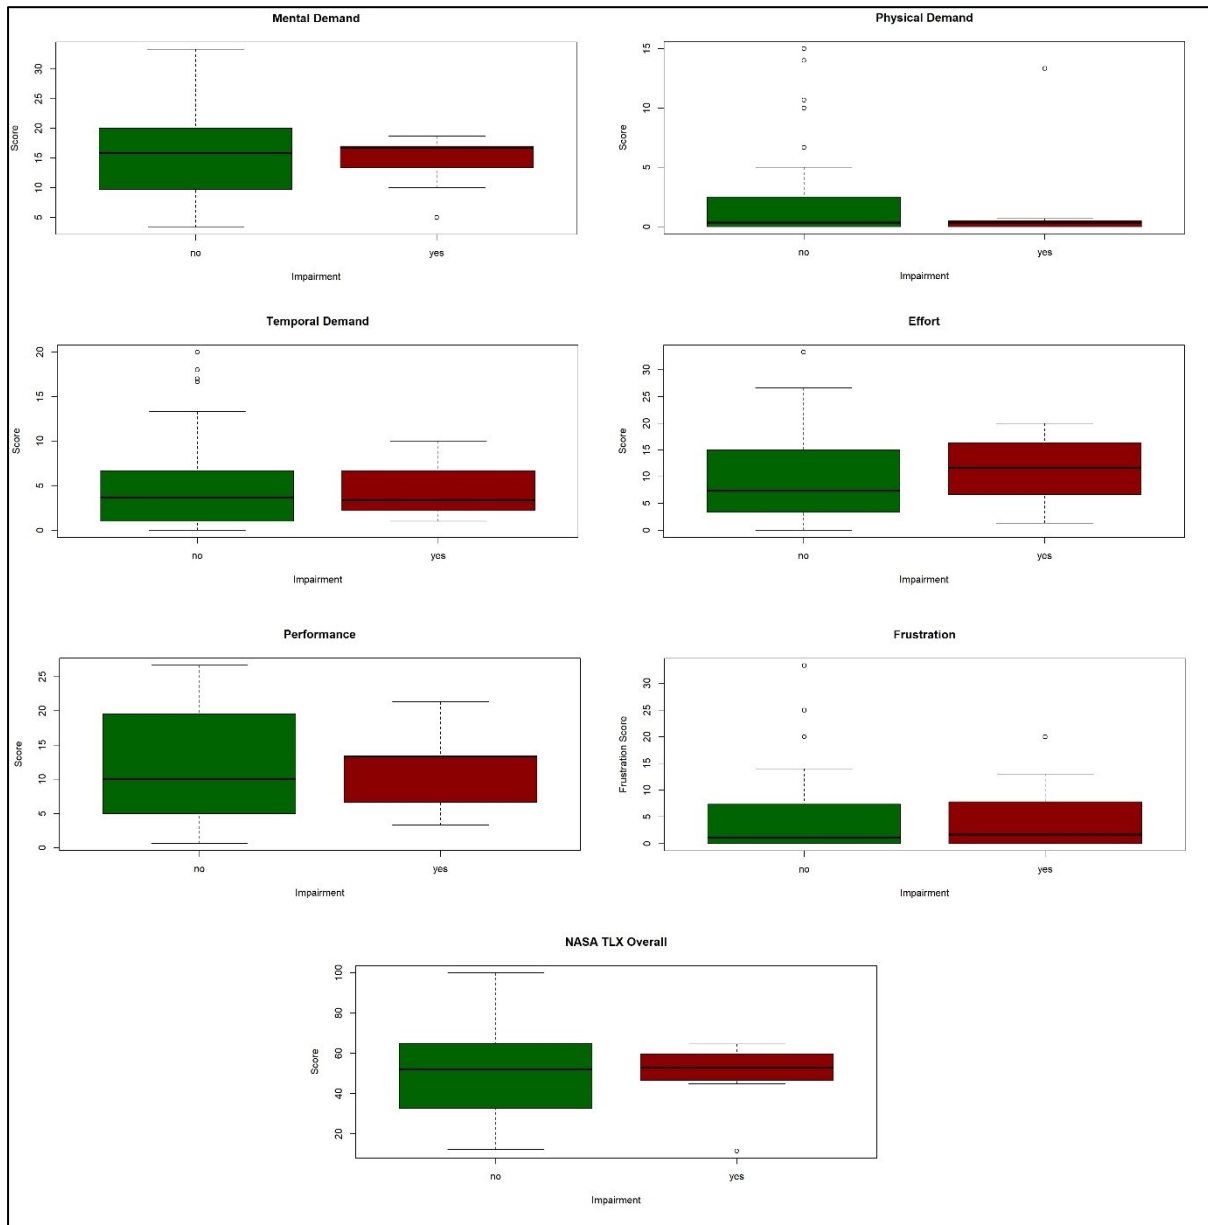 Mental Demand
Score
5
10
15
20
25
30
no
yes
Impairment
Physical Demand
Score
0
5
10
15
no
yes
Impairment
Temporal Demand
Score
0
5
10
15
20
no
yes
Impairment
Effort
Score
0
5
10
15
20
25
30
no
yes
Impairment
Performance
Score
0
5
10
15
20
25
no
yes
Impairment
Frustration
Frustration Score
0
5
10
15
20
25
30
no
yes
Impairment
NASA TLX Overall
Score
20
40
60
80
100
no
yes
Impairment